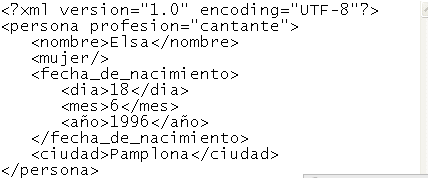 <?xml version="1.0" encoding="UTF-8"?>
<persona profesion="cantante">
<nombre>Elsa</nombre>
<mujer/>
<fecha_de_nacimiento>
<dia>18</dia>
<mes>6</mes>
<año>1996</año>
</fecha_de_nacimiento>
<ciudad>Pamplona</ciudad>
</persona>